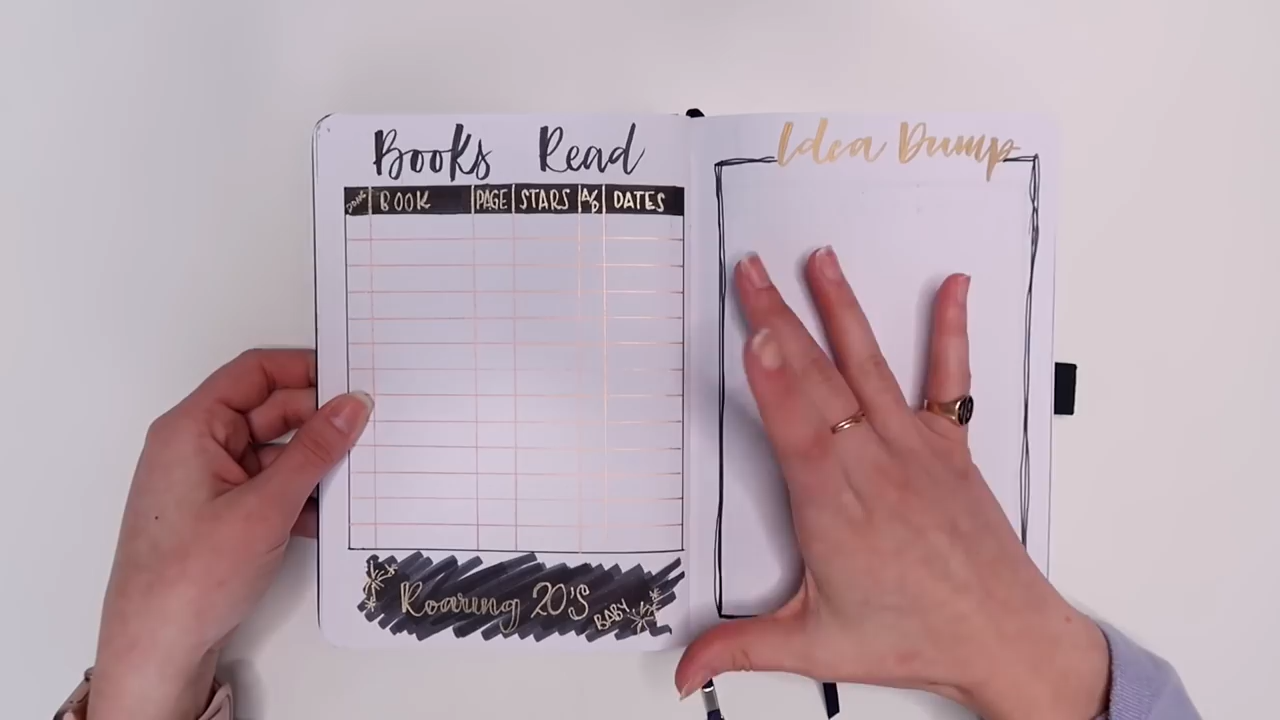 Books Read
DONE BOOK PAGE STARS A/D DATES
Roaring 20'S
BABY
Idea Dump